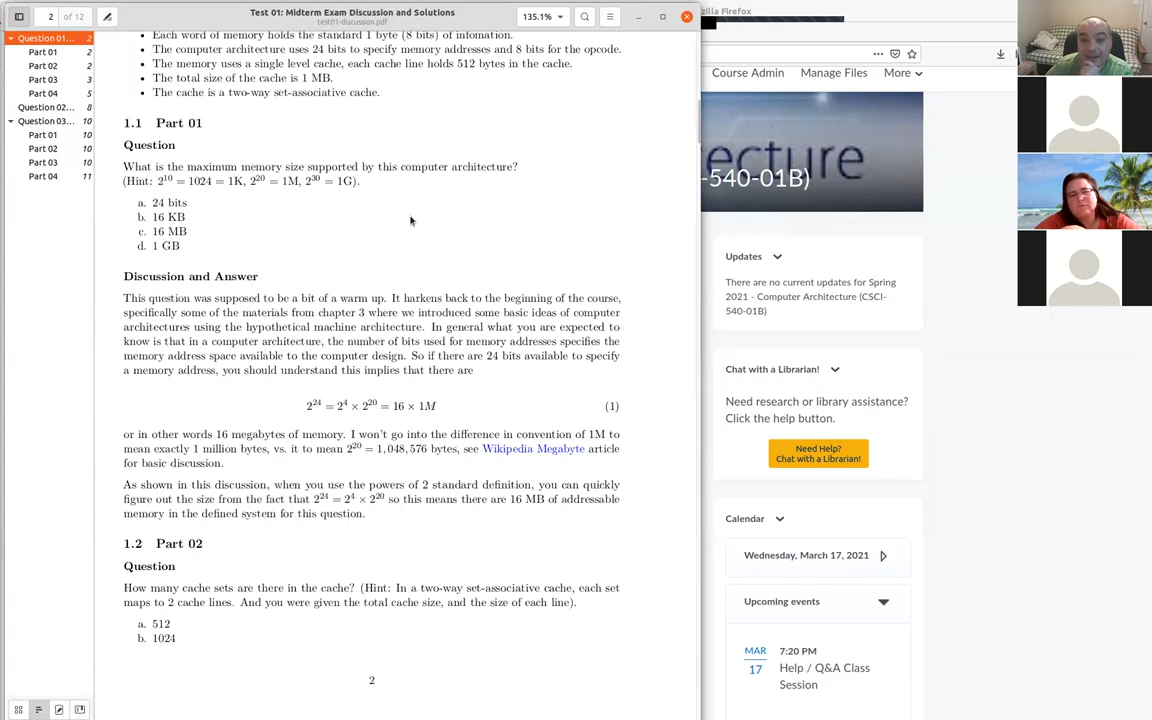 2 of 12
Test 01: Midterm Exam Discussion and Solutions
test01-discussion.pdf
135.1%
Question 01... 2
Part 01 2
Part 02 2
Part 03 3
Part 04 5
Question 02... 8
Question 03... 10
Part 01 10
Part 02 10
Part 03 10
Part 04 11
• Each word of memory holds the standard 1 byte (8 bits) of infomation.
• The computer architecture uses 24 bits to specify memory addresses and 8 bits for the opcode.
• The memory uses a single level cache, each cache line holds 512 bytes in the cache.
• The total size of the cache is 1 MB.
• The cache is a two-way set-associative cache.
1.1 Part 01
Question
What is the maximum memory size supported by this computer architecture?
(Hint: 2^10 = 1024 = 1K, 2^20 = 1M, 2^30 = 1G).
a. 24 bits
b. 16 KB
c. 16 MB
d. 1 GB
Discussion and Answer
This question was supposed to be a bit of a warm up. It harkens back to the beginning of the course,
specifically some of the materials from chapter 3 where we introduced some basic ideas of computer
architectures using the hypothetical machine architecture. In general what you are expected to
know is that in a computer architecture, the number of bits used for memory addresses specifies the
memory address space available to the computer design. So if there are 24 bits available to specify
a memory address, you should understand this implies that there are
2^24 = 2^4 × 2^20 = 16 × 1M (1)
or in other words 16 megabytes of memory. I won't go into the difference in convention of 1M to
mean exactly 1 million bytes, vs. it to mean 2^20 = 1,048,576 bytes, see Wikipedia Megabyte article
for basic discussion.
As shown in this discussion, when you use the powers of 2 standard definition, you can quickly
figure out the size from the fact that 2^24 = 2^4 × 2^20 so this means there are 16 MB of addressable
memory in the defined system for this question.
1.2 Part 02
Question
How many cache sets are there in the cache? (Hint: In a two-way set-associative cache, each set
maps to 2 cache lines. And you were given the total cache size, and the size of each line).
a. 512
b. 1024
2
zilla Firefox
Course Admin Manage Files More
ecture
-540-01B)
Updates
There are no current updates for Spring
2021 - Computer Architecture (CSCI-
540-01B)
Chat with a Librarian!
Need research or library assistance?
Click the help button.
Need Help?
Chat with a Librarian!
Calendar
Wednesday, March 17, 2021
Upcoming events
MAR
17
7:20 PM
Help / Q&A Class
Session